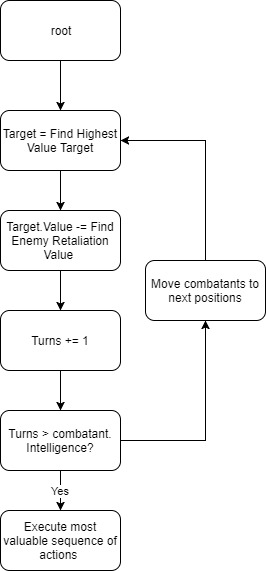 root
Target = Find Highest
Value Target
Target.Value -= Find
Enemy Retaliation
Value
Move combatants to
next positions
Turns += 1
Turns > combatant.
Intelligence?
Yes
Execute most
valuable sequence of
actions